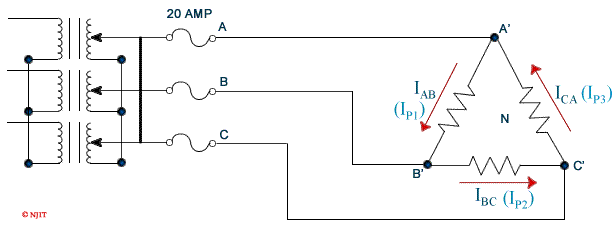 20 AMP
A
A'
I_AB
(I_P1)
I_CA (I_P3)
B
N
C
B'
C'
I_BC (I_P2)
© NJIT